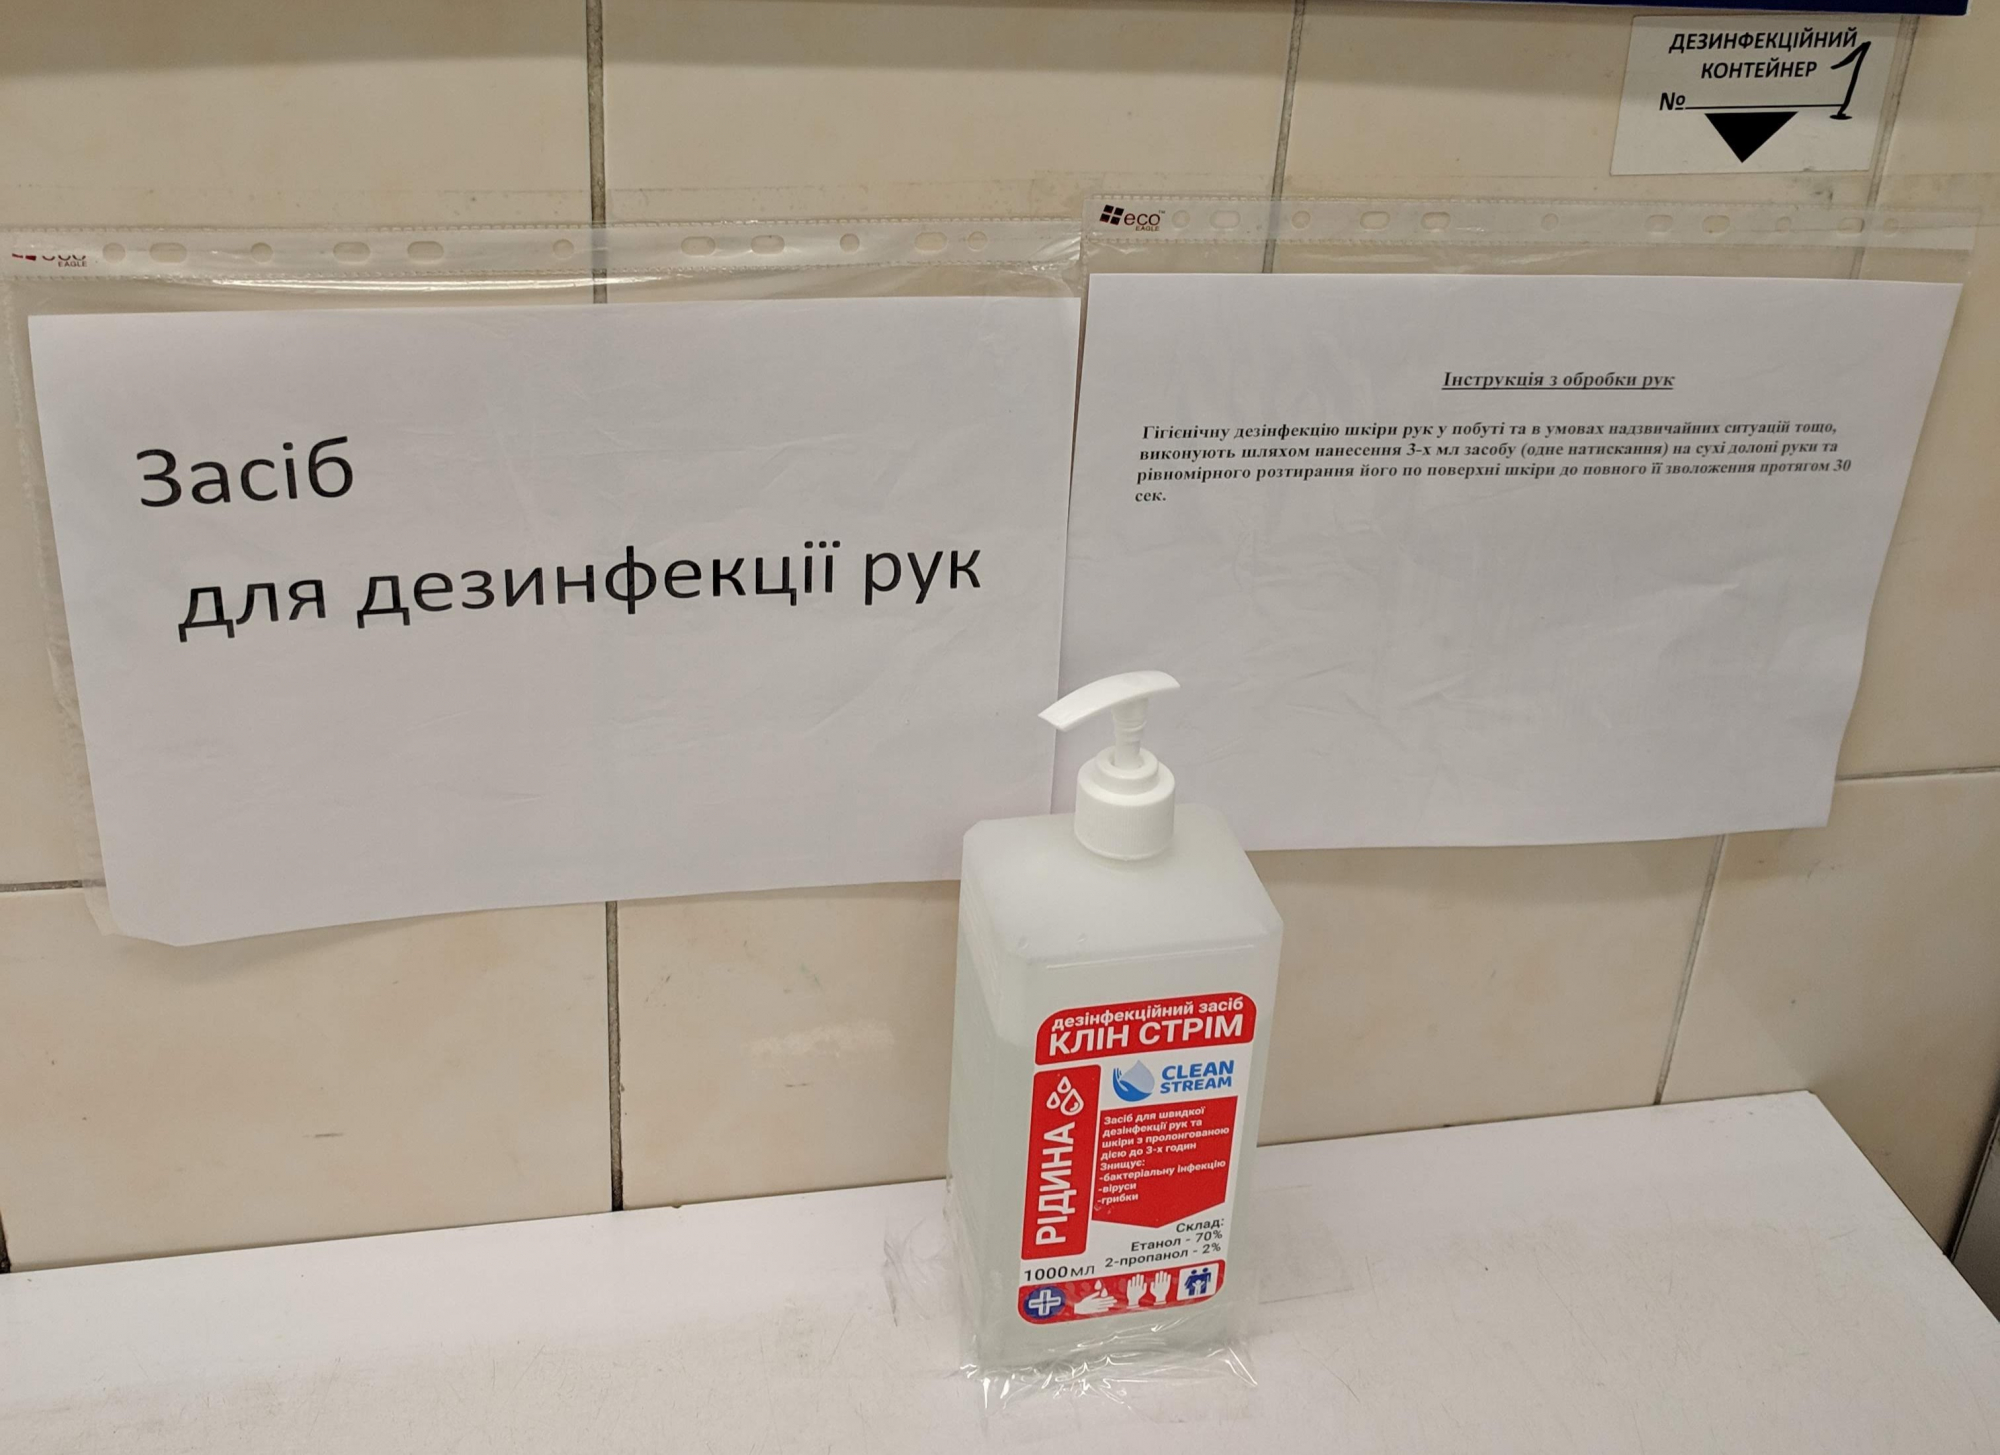 ДЕЗИНФЕКЦІЙНИЙ
КОНТЕЙНЕР
№ 1
eco
EAGLE
eco
EAGLE
Засіб
для дезинфекції рук
Інструкція з обробки рук
Гігієнічну дезінфекцію шкіри рук у побуті та в умовах надзвичайних ситуацій тощо,
виконують шляхом нанесення 3-х мл засобу (одне натискання) на сухі долоні руки та
рівномірного розтирання його по поверхні шкіри до повного її зволоження протягом 30
сек.
дезінфекційний засіб
КЛІН СТРІМ
CLEAN
STREAM
РІДИНА
Засіб для швидкої
дезінфекції рук та
шкіри з пролонгованою
дією до 3-х годин
Знищує:
-бактеріальну інфекцію
-віруси
-грибки
Склад:
Етанол - 70%
2-пропанол - 2%
1000мл